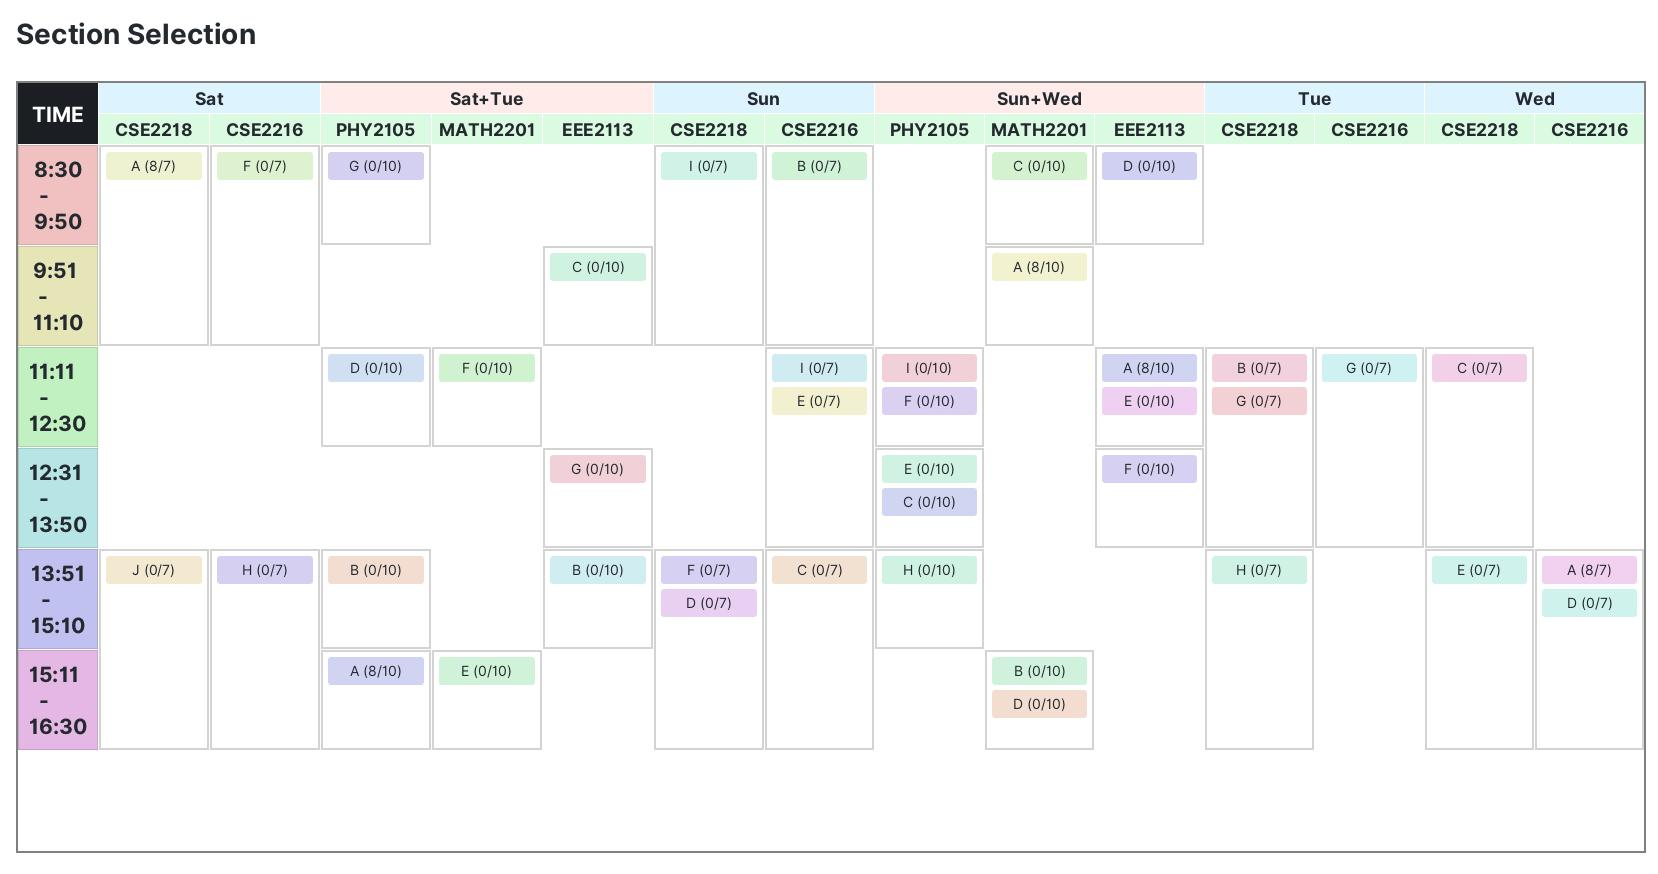 Section Selection
TIME
Sat
Sat+Tue
Sun
Sun+Wed
Tue
Wed
CSE2218
CSE2216
PHY2105
MATH2201
EEE2113
CSE2218
CSE2216
PHY2105
MATH2201
EEE2113
CSE2218
CSE2216
CSE2218
CSE2216
8:30
-
9:50
A (8/7)
F (0/7)
G (0/10)
I (0/7)
B (0/7)
C (0/10)
D (0/10)
9:51
-
11:10
C (0/10)
A (8/10)
11:11
-
12:30
D (0/10)
F (0/10)
I (0/7)
E (0/7)
I (0/10)
F (0/10)
A (8/10)
E (0/10)
B (0/7)
G (0/7)
G (0/7)
C (0/7)
12:31
-
13:50
G (0/10)
E (0/10)
C (0/10)
F (0/10)
13:51
-
15:10
J (0/7)
H (0/7)
B (0/10)
B (0/10)
F (0/7)
D (0/7)
C (0/7)
H (0/10)
H (0/7)
E (0/7)
A (8/7)
D (0/7)
15:11
-
16:30
A (8/10)
E (0/10)
B (0/10)
D (0/10)